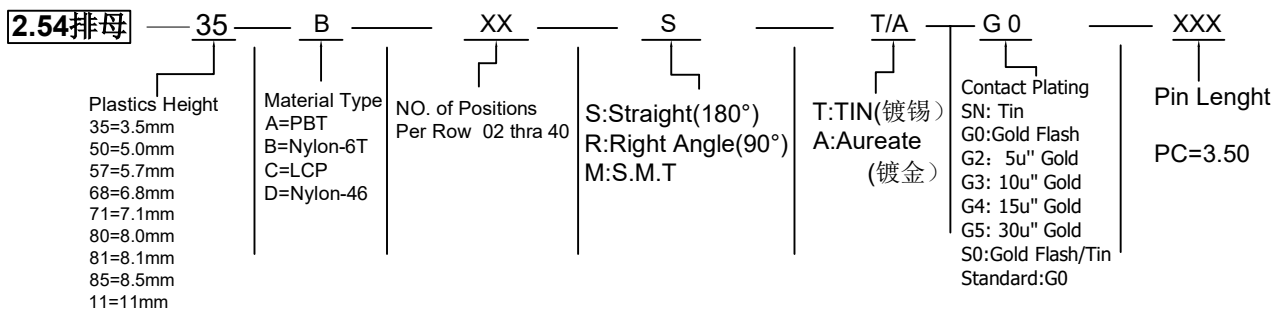 2.54排母 35 B XX S T/A G 0 XXX
Plastics Height
35=3.5mm
50=5.0mm
57=5.7mm
68=6.8mm
71=7.1mm
80=8.0mm
81=8.1mm
85=8.5mm
11=11mm
Material Type
A=PBT
B=Nylon-6T
C=LCP
D=Nylon-46
NO. of Positions
Per Row 02 thra 40
S:Straight(180°)
R:Right Angle(90°)
M:S.M.T
T:TIN(镀锡）
A:Aureate
(镀金）
Contact Plating
SN: Tin
G0:Gold Flash
G2： 5u" Gold
G3: 10u" Gold
G4: 15u" Gold
G5: 30u" Gold
S0:Gold Flash/Tin
Standard:G0
Pin Lenght
PC=3.50